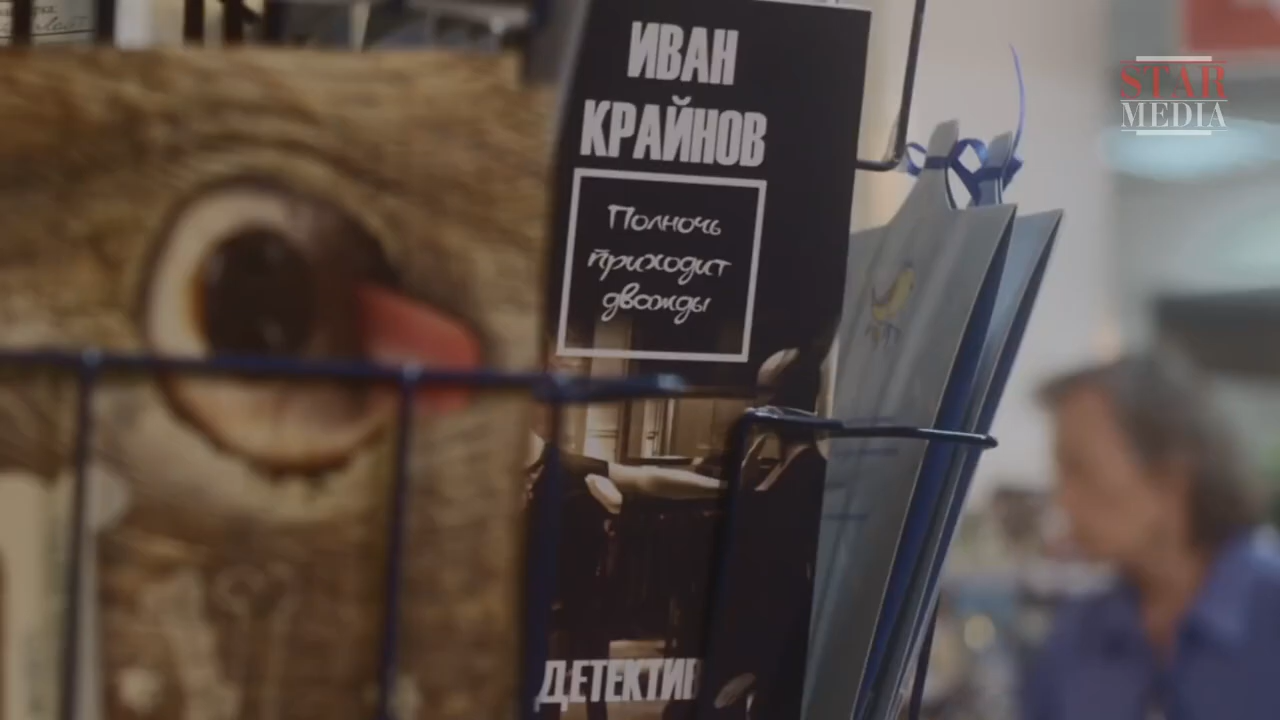 ИВАН
КРАЙНОВ
Полночь
приходит
дважды
ДЕТЕКТИВ
STAR
MEDIA